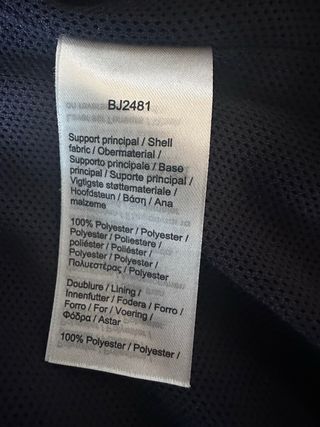 BJ2481
Support principal / Shell
fabric / Obermaterial /
Supporto principale / Base
principal / Suporte principal /
Vigtigste støttemateriale /
Hoofdsteun / Βάση / Ana
malzeme
100% Polyester / Polyester /
Polyester / Poliestere /
poliéster / Poliéster /
Polyester / Polyester /
Πολυεστέρας / Polyester
Doublure / Lining /
Innenfutter / Fodera / Forro /
Forro / For / Voering /
Φόδρα / Astar
100% Polyester / Polyester /